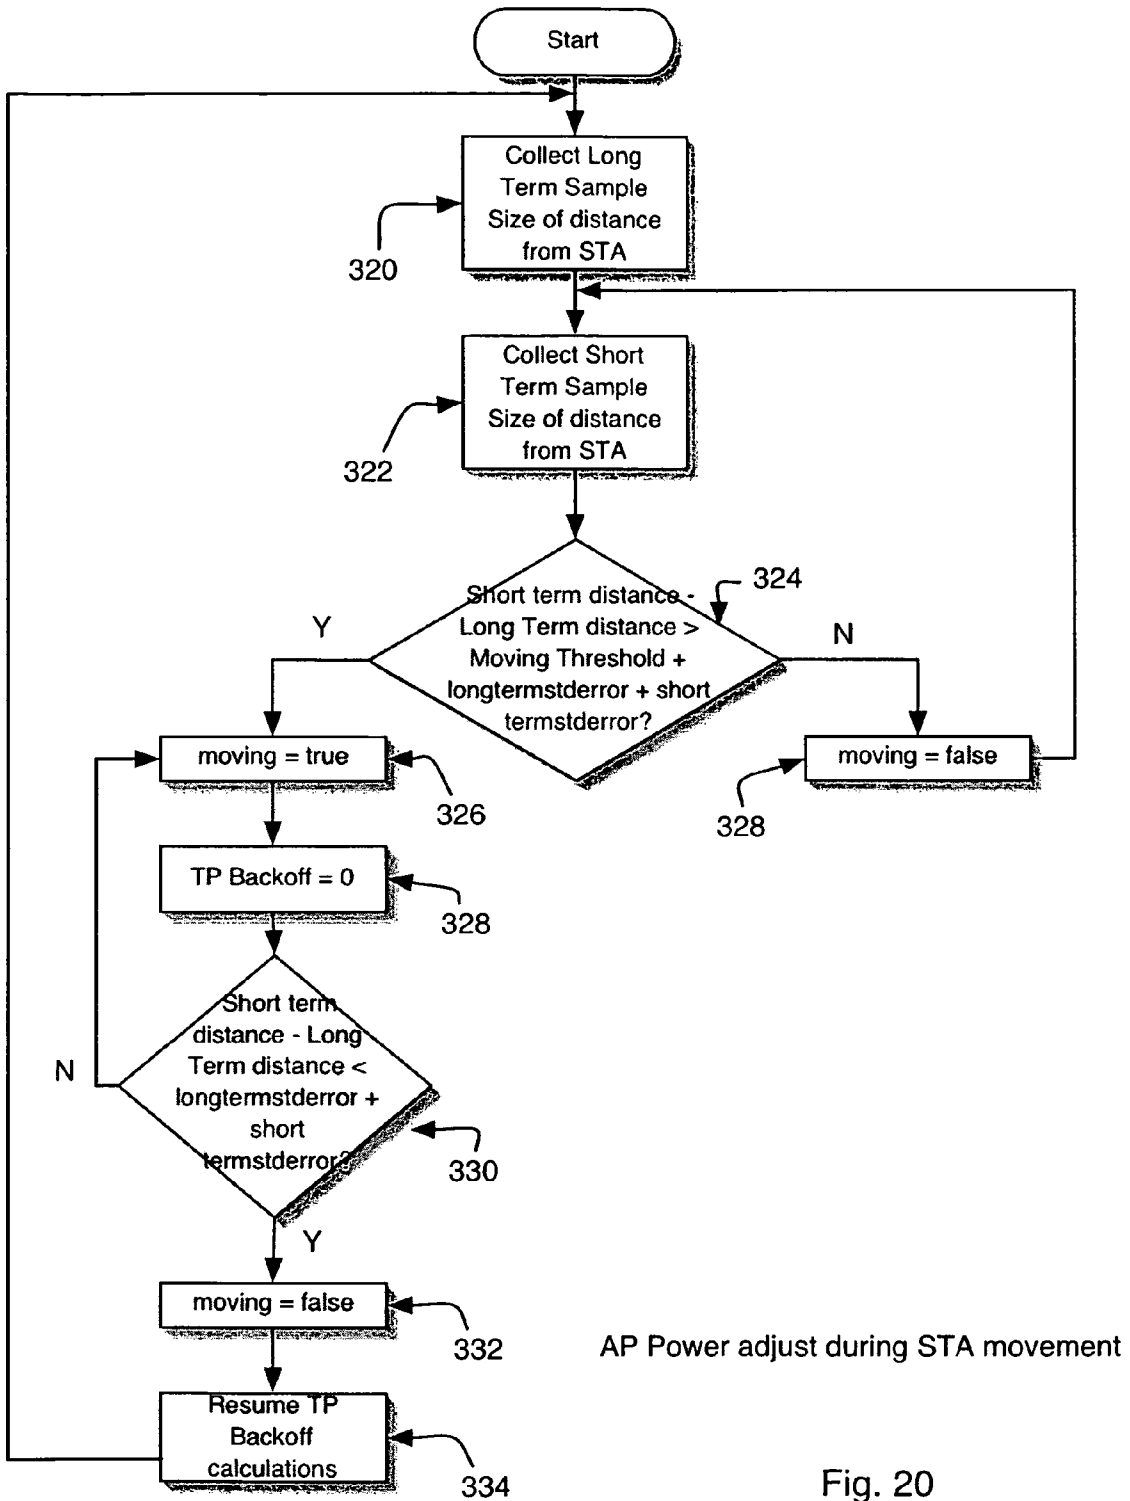 Start
Collect Long
Term Sample
Size of distance
from STA
320
Collect Short
Term Sample
Size of distance
from STA
322
Short term distance -
Long Term distance >
Moving Threshold +
longtermstderror + short
termstderror?
324
Y
N
moving = true
326
moving = false
328
TP Backoff = 0
328
Short term
distance - Long
Term distance <
longtermstderror +
short
termstderror?
N
330
Y
moving = false
332
AP Power adjust during STA movement
Resume TP
Backoff
calculations
334
Fig. 20